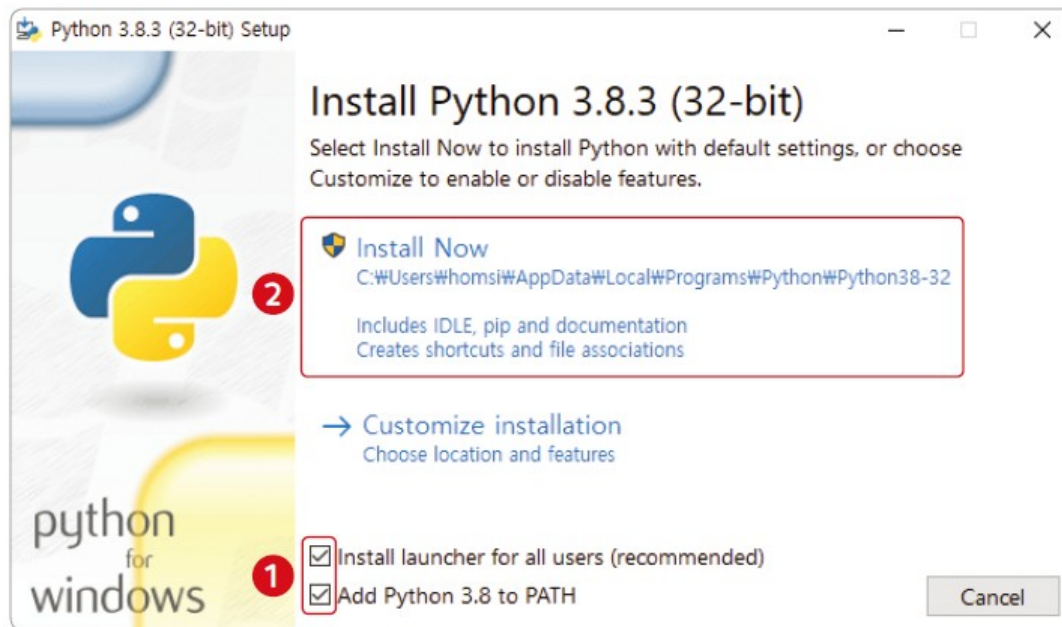 Python 3.8.3 (32-bit) Setup
Install Python 3.8.3 (32-bit)
Select Install Now to install Python with default settings, or choose
Customize to enable or disable features.
2
Install Now
C:₩Users₩homsi₩AppData₩Local₩Programs₩Python₩Python38-32
Includes IDLE, pip and documentation
Creates shortcuts and file associations
Customize installation
Choose location and features
python
for
windows
1
Install launcher for all users (recommended)
Add Python 3.8 to PATH
Cancel